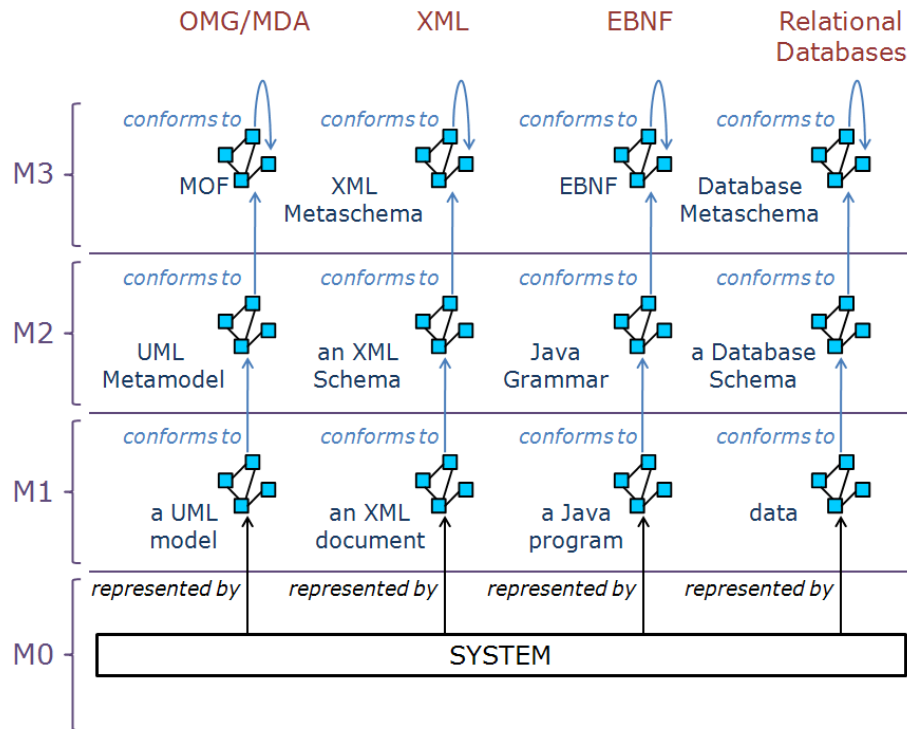 OMG/MDA XML EBNF Relational
Databases
conforms to conforms to conforms to conforms to
M3
MOF XML EBNF Database
Metaschema Metaschema
conforms to conforms to conforms to conforms to
M2
UML an XML Java a Database
Metamodel Schema Grammar Schema
conforms to conforms to conforms to conforms to
M1
a UML an XML a Java data
model document program
represented by represented by represented by represented by
M0 SYSTEM